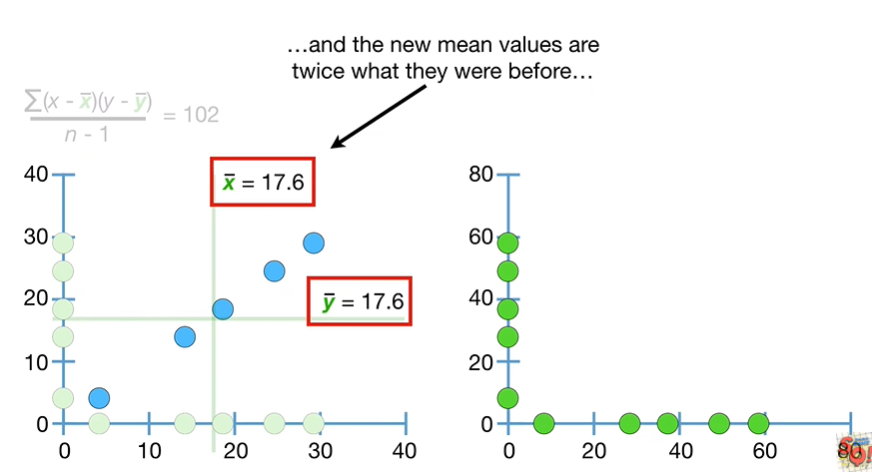 ...and the new mean values are
twice what they were before...
∑(x - x̅)(y - y̅)
n - 1
= 102
40
30
20
10
0
x̅ = 17.6
y̅ = 17.6
0 10 20 30 40
80
60
40
20
0
0 20 40 60 80